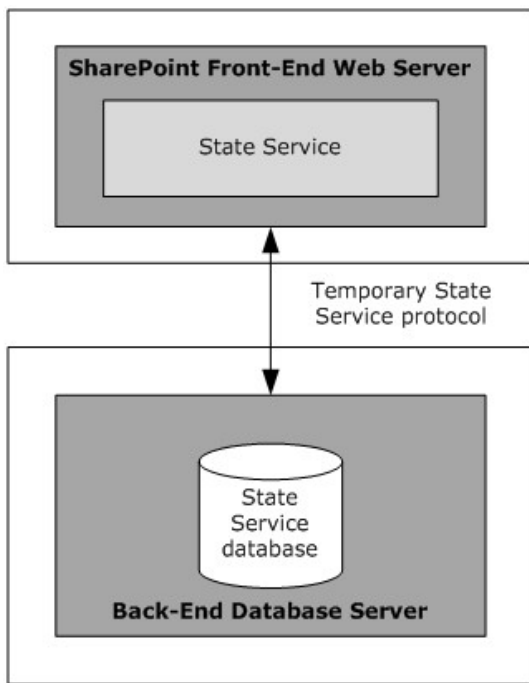 SharePoint Front-End Web Server
State Service
Temporary State
Service protocol
State
Service
database
Back-End Database Server